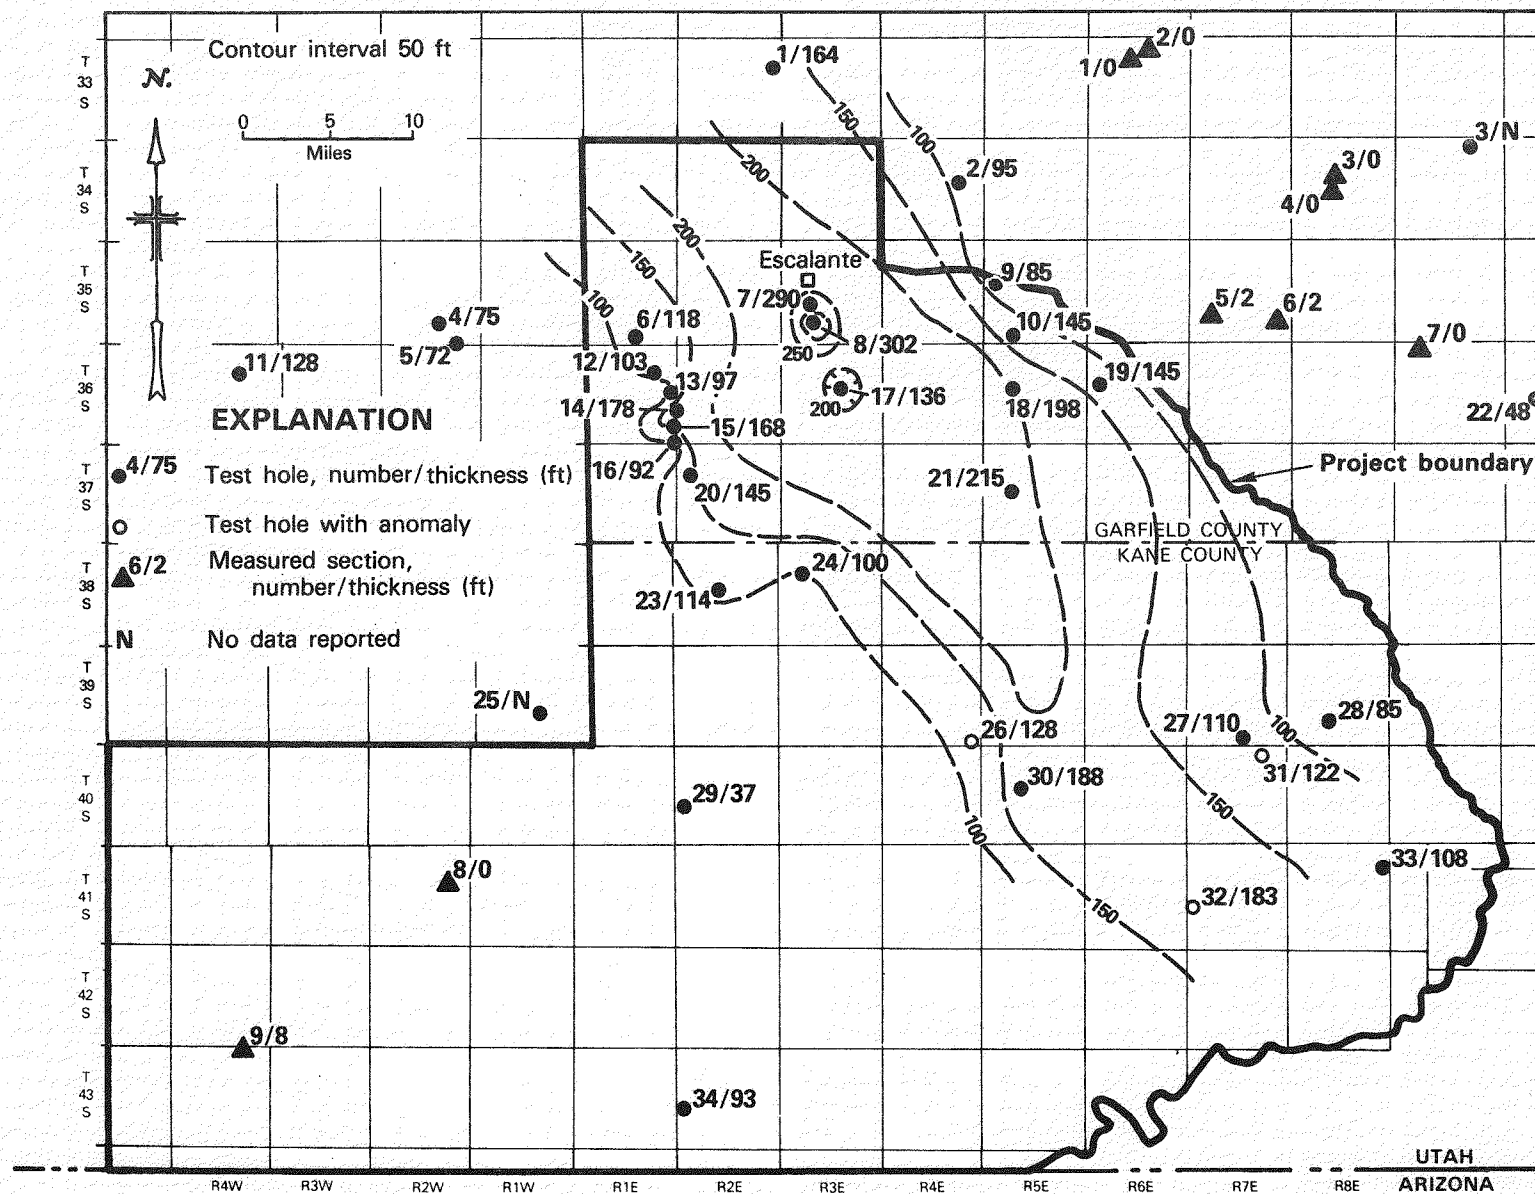 Contour interval 50 ft
N.
0 5 10
Miles
T
33
S
T
34
S
T
35
S
T
36
S
T
37
S
T
38
S
T
39
S
T
40
S
T
41
S
T
42
S
T
43
S
1/164
2/0
1/0
3/N
3/0
4/0
2/95
150
100
200
200
150
100
Escalante
9/85
7/290
8/302
250
10/145
5/2
6/2
7/0
4/75
5/72
11/128
6/118
12/103
13/97
14/178
15/168
16/92
17/136
200
18/198
19/145
22/48
20/145
21/215
Project boundary
EXPLANATION
4/75 Test hole, number/thickness (ft)
Test hole with anomaly
6/2 Measured section,
number/thickness (ft)
N No data reported
GARFIELD COUNTY
KANE COUNTY
24/100
23/114
25/N
26/128
27/110
28/85
100
31/122
29/37
30/188
150
100
33/108
8/0
32/183
150
9/8
34/93
UTAH
ARIZONA
R4W R3W R2W R1W R1E R2E R3E R4E R5E R6E R7E R8E